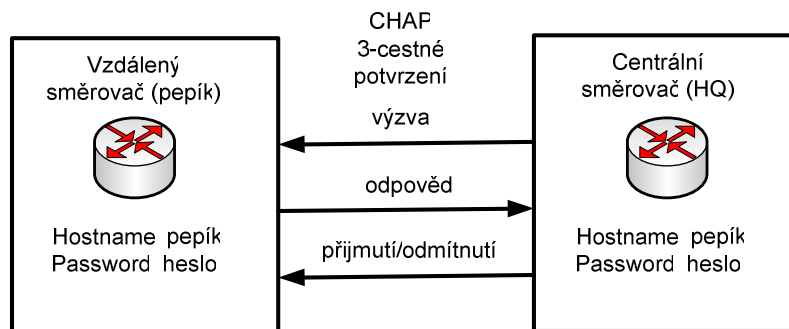 CHAP
3-cestné
potvrzení
Vzdálený
směrovač (pepík)
Centrální
směrovač (HQ)
výzva
odpověd
přijmutí/odmítnutí
Hostname pepík
Password heslo
Hostname pepík
Password heslo